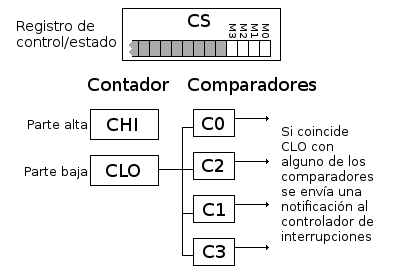 CS
Registro de
control/estado
M3
M2
M1
M0
Contador
Comparadores
Parte alta
CHI
Parte baja
CLO
C0
C2
C1
C3
Si coincide
CLO con
alguno de los
comparadores
se envía una
notificación al
controlador de
interrupciones